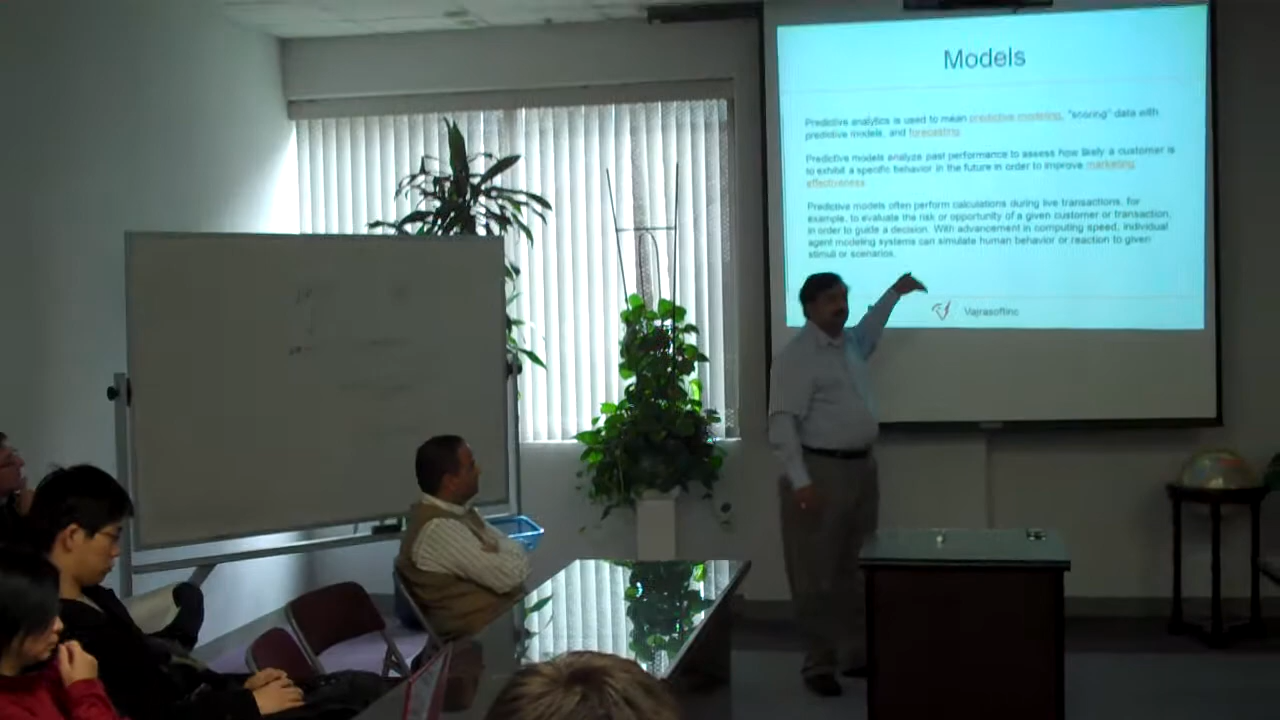 Models
Predictive analytics is used to mean predictive modeling, "scoring" data with
predictive models, and forecasting.
Predictive models analyze past performance to assess how likely a customer is
to exhibit a specific behavior in the future in order to improve marketing
effectiveness.
Predictive models often perform calculations during live transactions, for
example, to evaluate the risk or opportunity of a given customer or transaction,
in order to guide a decision. With advancement in computing speed, individual
agent modeling systems can simulate human behavior or reaction to given
stimuli or scenarios.
Vajrasoftinc